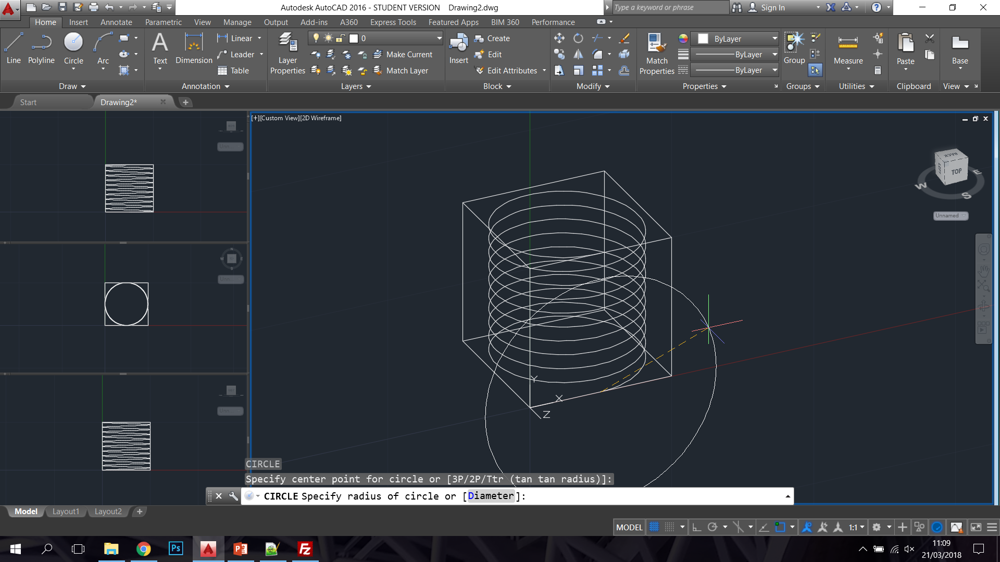 Autodesk AutoCAD 2016 - STUDENT VERSION Drawing2.dwg
Type a keyword or phrase
Sign In
Home Insert Annotate Parametric View Manage Output Add-ins A360 Express Tools Featured Apps BIM 360 Performance
Line Polyline Circle Arc
Draw
Text Dimension
Linear
Leader
Table
Annotation
Layer Properties
0
Make Current
Match Layer
Layers
Insert
Create
Edit
Edit Attributes
Block
Modify
Match Properties
ByLayer
ByLayer
ByLayer
Properties
Group
Groups
Measure
Utilities
Paste
Clipboard
Base
View
Start Drawing2*
[+][Custom View][2D Wireframe]
BACK
TOP
W E S
Unnamed
N
W E
S
Y
X
Z
CIRCLE
Specify center point for circle or [3P/2P/Ttr (tan tan radius)]:
CIRCLE Specify radius of circle or [Diameter]:
Model Layout1 Layout2
MODEL 1:1
Ps
Fz
11:09
21/03/2018